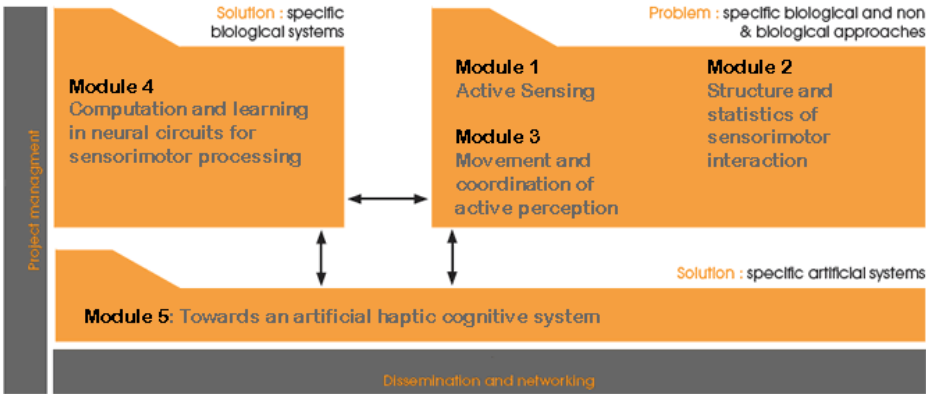 Solution : specific
biological systems
Problem : specific biological and non
& biological approaches
Module 4
Computation and learning
in neural circuits for
sensorimotor processing
Module 1
Active Sensing
Module 3
Movement and
coordination of
active perception
Module 2
Structure and
statistics of
sensorimotor
interaction
Project managment
Solution : specific artificial systems
Module 5: Towards an artificial haptic cognitive system
Dissemination and networking